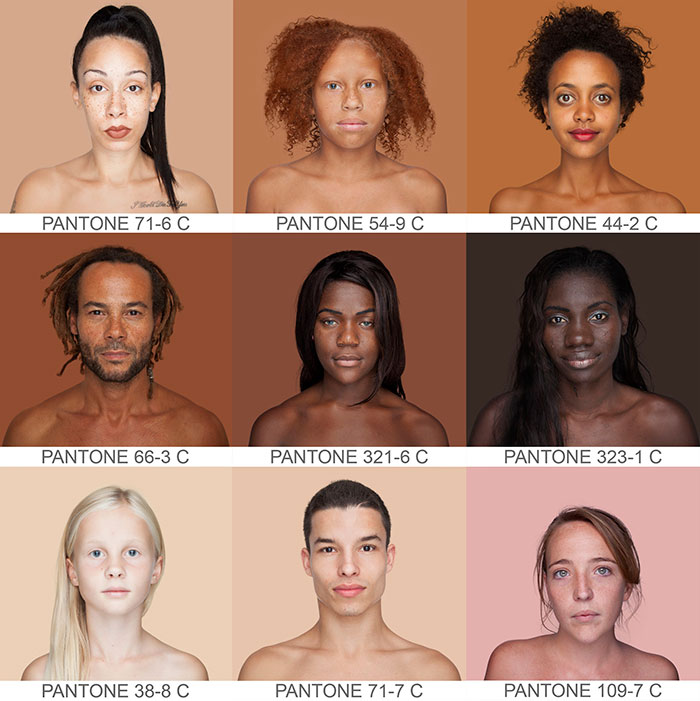 PANTONE 71-6 C
PANTONE 54-9 C
PANTONE 44-2 C
PANTONE 66-3 C
PANTONE 321-6 C
PANTONE 323-1 C
PANTONE 38-8 C
PANTONE 71-7 C
PANTONE 109-7 C